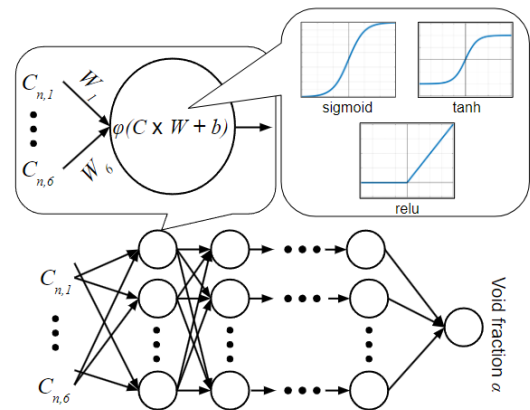 C_{n,1}
W_1
C_{n,6}
W_6
φ(C x W + b)
sigmoid
tanh
relu
C_{n,1}
C_{n,6}
Void fraction α